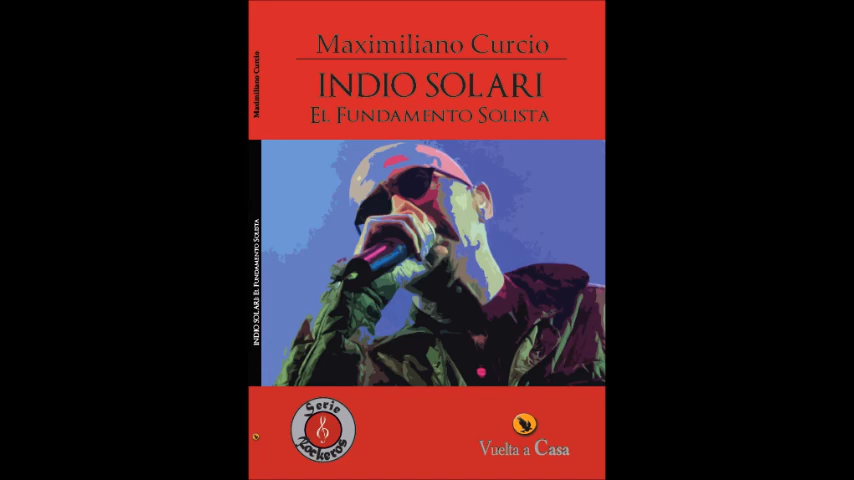 Maximiliano Curcio
INDIO SOLARI
El Fundamento Solista
Maximiliano Curcio
INDIO SOLARI: El Fundamento Solista
Serie
Rockeros
Vuelta a Casa